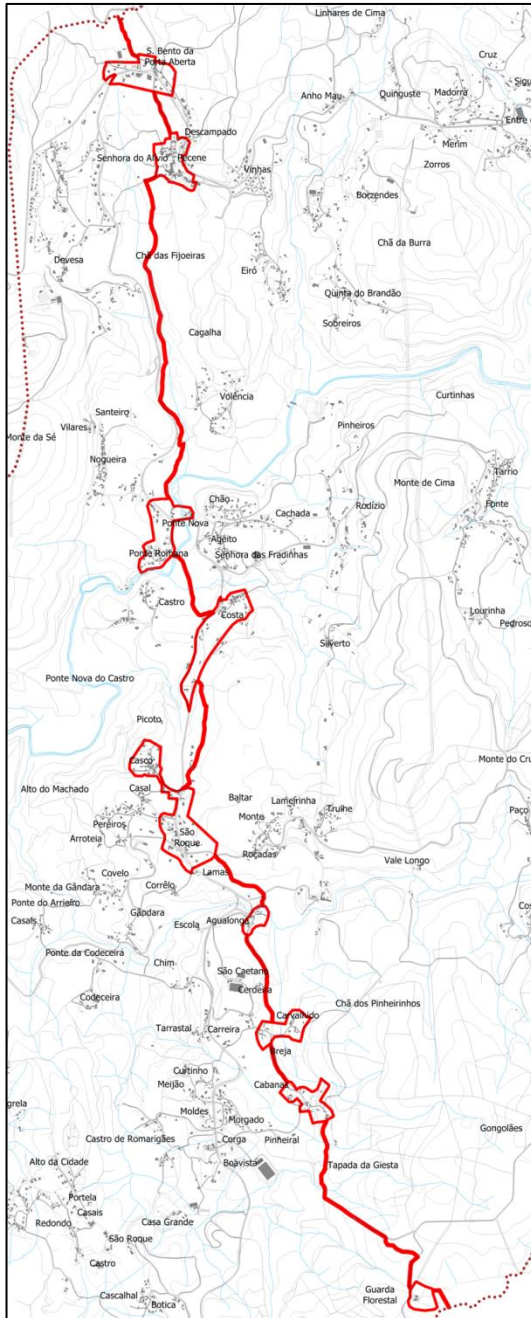 Linhares de Cima
S. Bento da
Porta Aberta
Cruz
Anho Mau
Quinguste
Madorra
Descampado
Merim
Senhora do Alívio
Pecene
Vinhas
Zorros
Borzendes
Chã da Burra
Chã das Fijoeiras
Devesa
Eiró
Quinta do Brandão
Sobreiros
Cagalha
Volência
Curtinhas
Santeiro
Vilares
Pinheiros
Monte da Sé
Nogueira
Tarrio
Monte de Cima
Chão
Rodízio
Fonte
Cachada
Ponte Nova
Ageito
Ponte Romana
Senhora das Fradinhas
Castro
Costa
Lourinha
Pedroso
Silverto
Ponte Nova do Castro
Picoto
Casco
Monte do Cru
Alto do Machado
Casal
Baltar
Lameirinha
Monte
Trulhe
Paço
Pereiros
São
Roque
Arroteia
Roçadas
Vale Longo
Covelo
Lamas
Monte da Gândara
Corrêlo
Ponte do Arrieiro
Gândara
Casais
Escola
Agualonga
Ponte da Codeceira
Chim
São Caetano
Cerdeira
Codeceira
Chã dos Pinheirinhos
Carvalhido
Tarrastal
Carreira
Breja
Curtinho
Meijão
Cabanas
Moldes
Morgado
Gongolães
Castro de Romarigães
Corga
Pinheiral
Boavista
Alto da Cidade
Tapada da Giesta
Portela
Casais
Redondo
Casa Grande
São Roque
Castro
Guarda
Florestal
Cascalhal
Botica